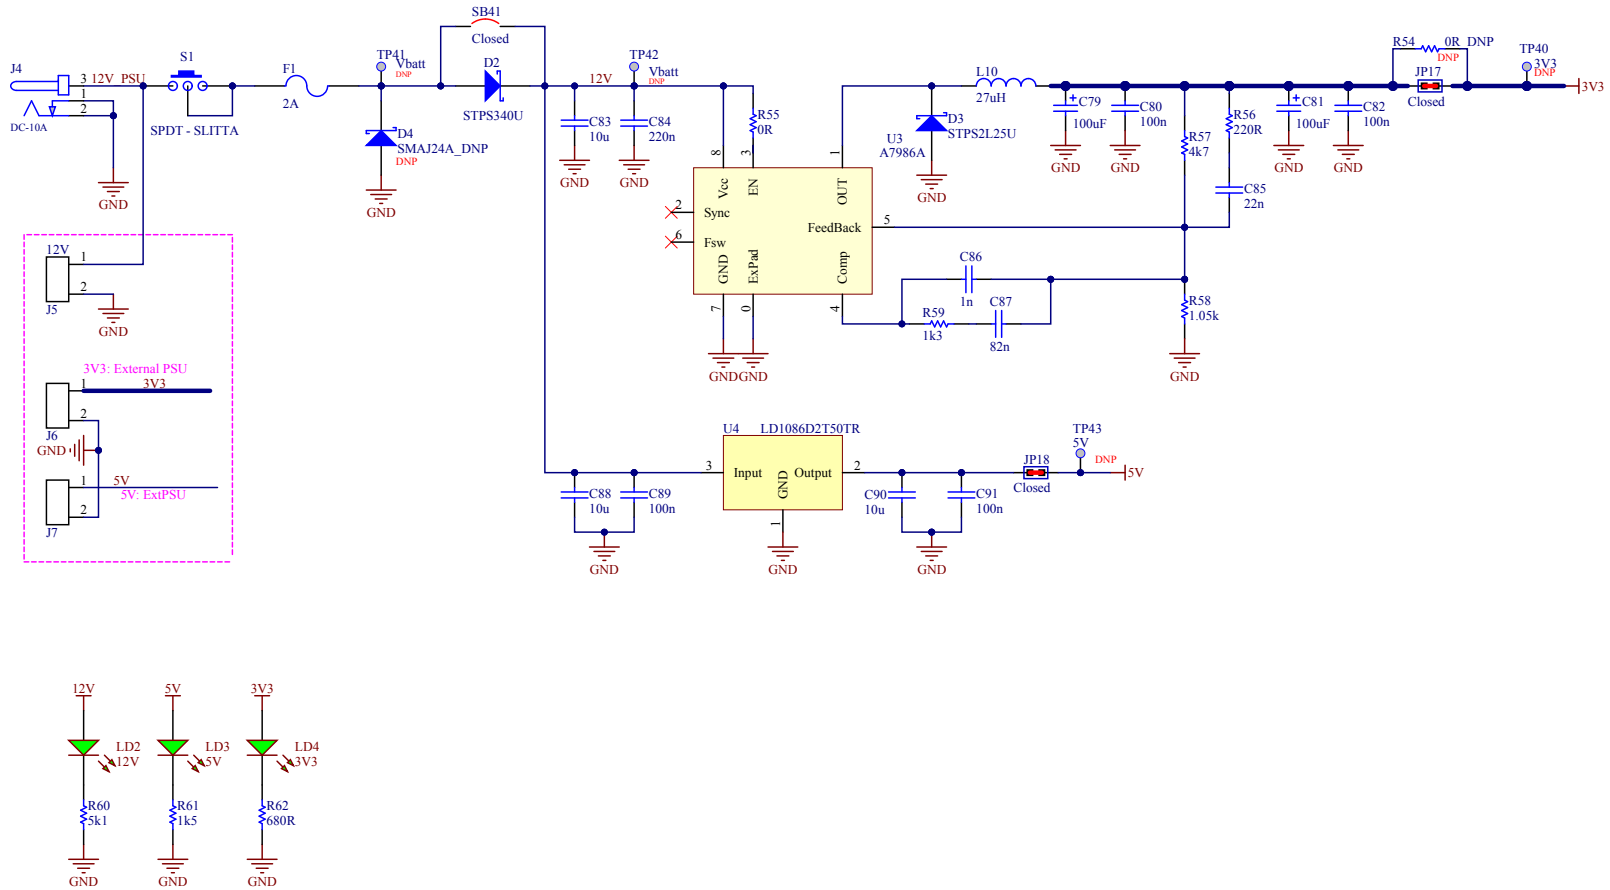 SB41
Closed
J4
3
12V_PSU
1
2
DC-10A
GND
S1
SPDT - SLITTA
F1
2A
TP41
Vbatt
DNP
D4
SMAJ24A_DNP
DNP
GND
D2
STPS340U
12V
TP42
Vbatt
DNP
C83
10u
GND
C84
220n
GND
R55
0R
8
3
1
Vcc
EN
OUT
2
Sync
6
Fsw
FeedBack
5
GND
ExPad
Comp
7
0
4
GND
GND
U3
A7986A
D3
STPS2L25U
GND
L10
27uH
C79
100uF
GND
C80
100n
GND
R57
4k7
R56
220R
C85
22n
C81
100uF
GND
C82
100n
GND
R54
0R_DNP
DNP
JP17
Closed
TP40
3V3
DNP
3V3
C86
1n
R59
1k3
C87
82n
R58
1.05k
GND
12V
1
2
J5
GND
3V3: External PSU
1
3V3
2
J6
GND
1
5V
5V: ExtPSU
2
J7
U4
LD1086D2T50TR
3
Input
Output
2
GND
1
GND
C88
10u
C89
100n
GND
C90
10u
C91
100n
GND
JP18
Closed
TP43
5V
DNP
5V
12V
LD2
12V
R60
5k1
GND
5V
LD3
5V
R61
1k5
GND
3V3
LD4
3V3
R62
680R
GND